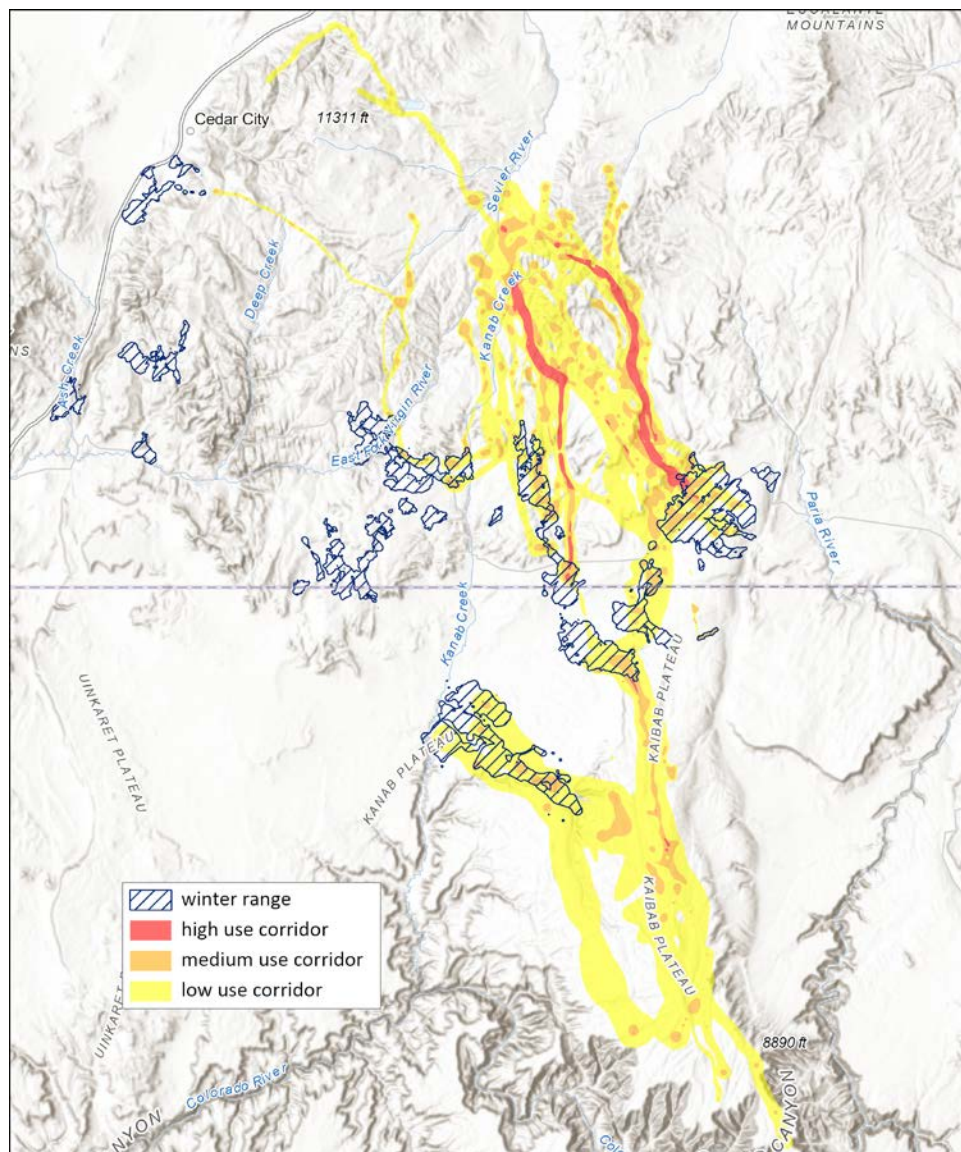 MOUNTAINS
Cedar City
11311 ft
Sevier River
Deep Creek
Kanab Creek
NS
Ash Creek
East Fork Virgin River
Paria River
Kanab Creek
UINKARET PLATEAU
KAIBAB PLATEAU
KANAB PLATEAU
winter range
high use corridor
medium use corridor
low use corridor
KAIBAB PLATEAU
UINKARET
8890 ft
Colorado River
NYON
CANYON